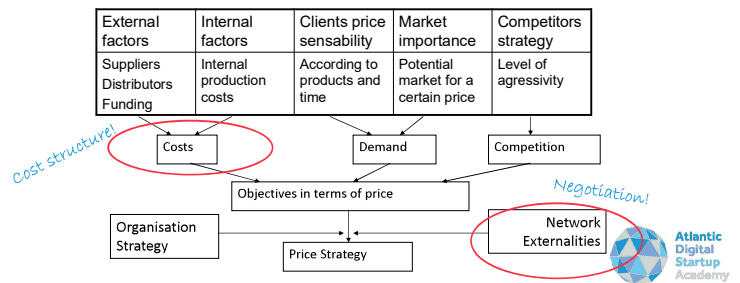 External factors
Internal factors
Clients price sensability
Market importance
Competitors strategy
Suppliers
Distributors
Funding
Internal production costs
According to products and time
Potential market for a certain price
Level of agressivity
Cost structure!
Costs
Demand
Competition
Objectives in terms of price
Negotiation!
Organisation Strategy
Network Externalities
Price Strategy
Atlantic
Digital
Startup
Academy